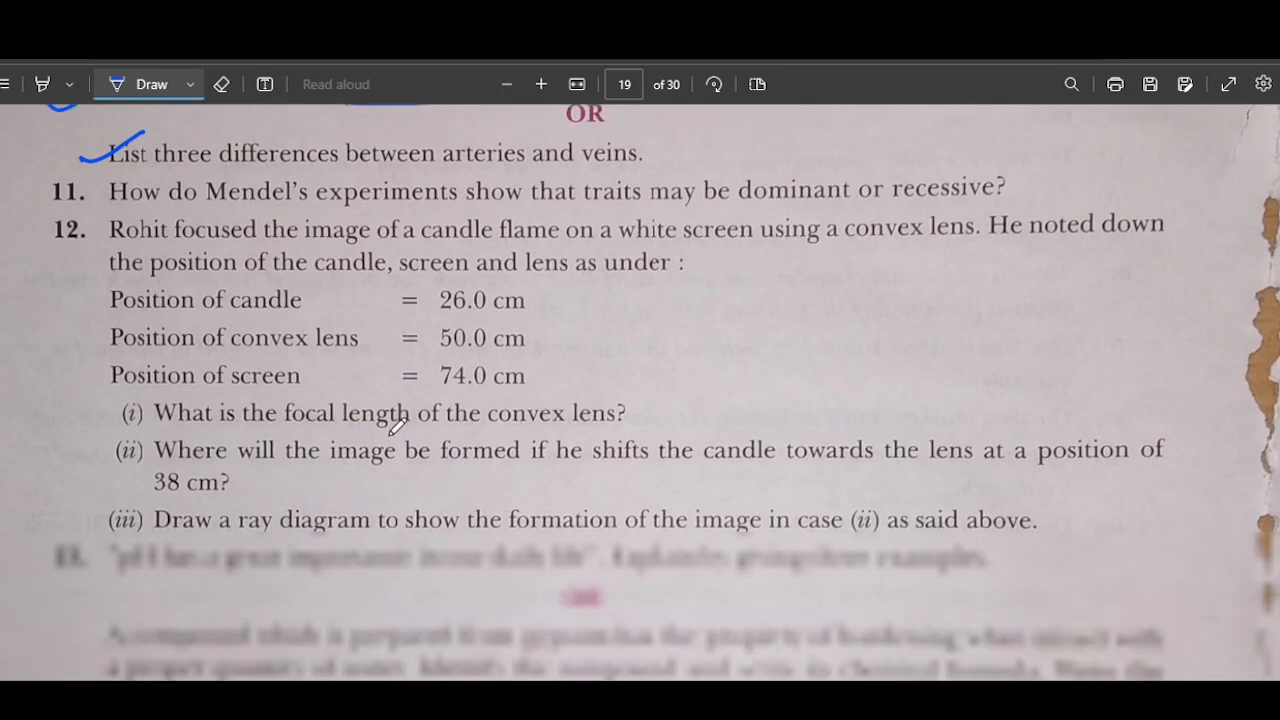 Draw
Read aloud
19 of 30
OR
List three differences between arteries and veins.
11. How do Mendel's experiments show that traits may be dominant or recessive?
12. Rohit focused the image of a candle flame on a white screen using a convex lens. He noted down
the position of the candle, screen and lens as under :
Position of candle = 26.0 cm
Position of convex lens = 50.0 cm
Position of screen = 74.0 cm
(i) What is the focal length of the convex lens?
(ii) Where will the image be formed if he shifts the candle towards the lens at a position of
38 cm?
(iii) Draw a ray diagram to show the formation of the image in case (ii) as said above.